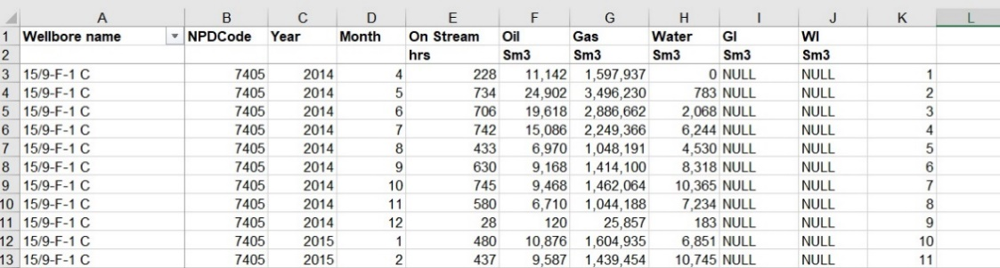 A B C D E F G H I J K L
1 Wellbore name NPDCode Year Month On Stream Oil Gas Water GI WI
2 hrs Sm3 Sm3 Sm3 Sm3 Sm3
3 15/9-F-1 C 7405 2014 4 228 11,142 1,597,937 0 NULL NULL 1
4 15/9-F-1 C 7405 2014 5 734 24,902 3,496,230 783 NULL NULL 2
5 15/9-F-1 C 7405 2014 6 706 19,618 2,886,662 2,068 NULL NULL 3
6 15/9-F-1 C 7405 2014 7 742 15,086 2,249,366 6,244 NULL NULL 4
7 15/9-F-1 C 7405 2014 8 433 6,970 1,048,191 4,530 NULL NULL 5
8 15/9-F-1 C 7405 2014 9 630 9,168 1,414,100 8,318 NULL NULL 6
9 15/9-F-1 C 7405 2014 10 745 9,468 1,462,064 10,365 NULL NULL 7
10 15/9-F-1 C 7405 2014 11 580 6,710 1,044,188 7,234 NULL NULL 8
11 15/9-F-1 C 7405 2014 12 28 120 25,857 183 NULL NULL 9
12 15/9-F-1 C 7405 2015 1 480 10,876 1,604,935 6,851 NULL NULL 10
13 15/9-F-1 C 7405 2015 2 437 9,587 1,439,454 10,745 NULL NULL 11